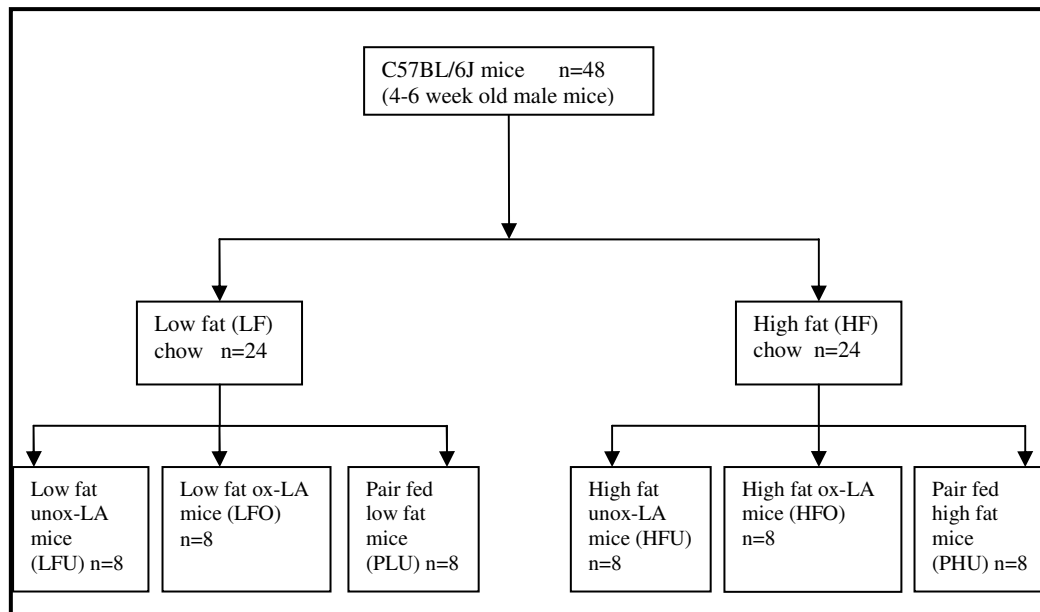 C57BL/6J mice n=48
(4-6 week old male mice)
Low fat (LF)
chow n=24
High fat (HF)
chow n=24
Low fat
unox-LA
mice
(LFU) n=8
Low fat ox-LA
mice (LFO)
n=8
Pair fed
low fat
mice
(PLU) n=8
High fat
unox-LA
mice (HFU)
n=8
High fat ox-LA
mice (HFO)
n=8
Pair fed
high fat
mice
(PHU) n=8